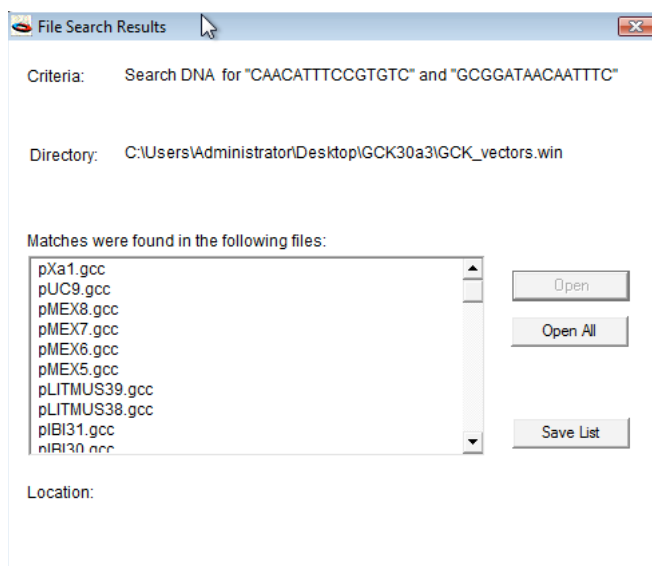 File Search Results
Criteria: Search DNA for "CAACATTTCCGTGTC" and "GCGGATAACAATTTC"
Directory: C:\Users\Administrator\Desktop\GCK30a3\GCK_vectors.win
Matches were found in the following files:
pXa1.gcc
pUC9.gcc
pMEX8.gcc
pMEX7.gcc
pMEX6.gcc
pMEX5.gcc
pLITMUS39.gcc
pLITMUS38.gcc
pIBI31.gcc
pIBI30.gcc
Open
Open All
Save List
Location: